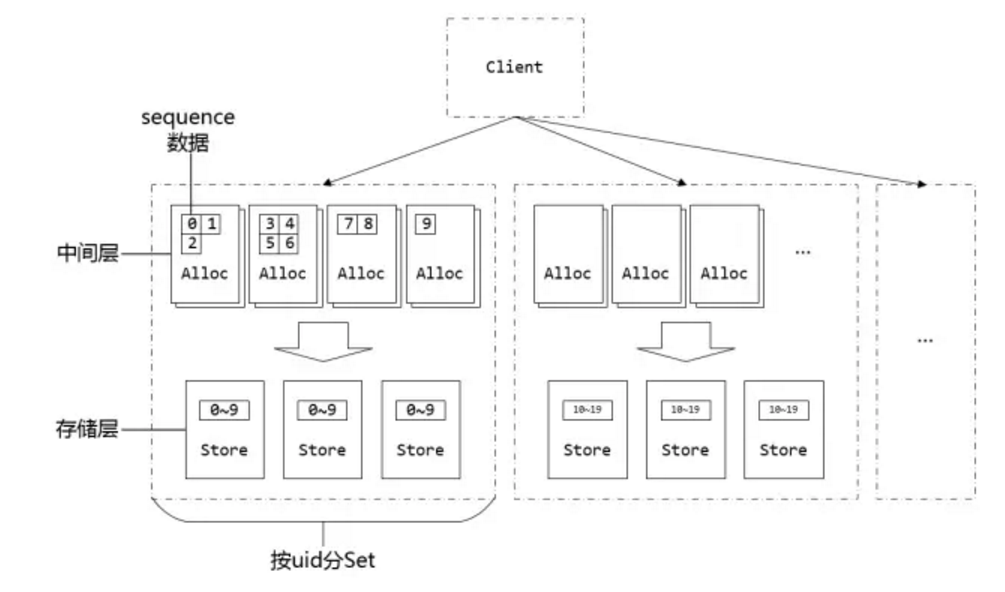 Client
sequence
数据
中间层
0 1
2
Alloc
3 4
5 6
Alloc
7 8
Alloc
9
Alloc
Alloc
Alloc
Alloc
...
...
存储层
0~9
Store
0~9
Store
0~9
Store
10~19
Store
10~19
Store
10~19
Store
按uid分Set